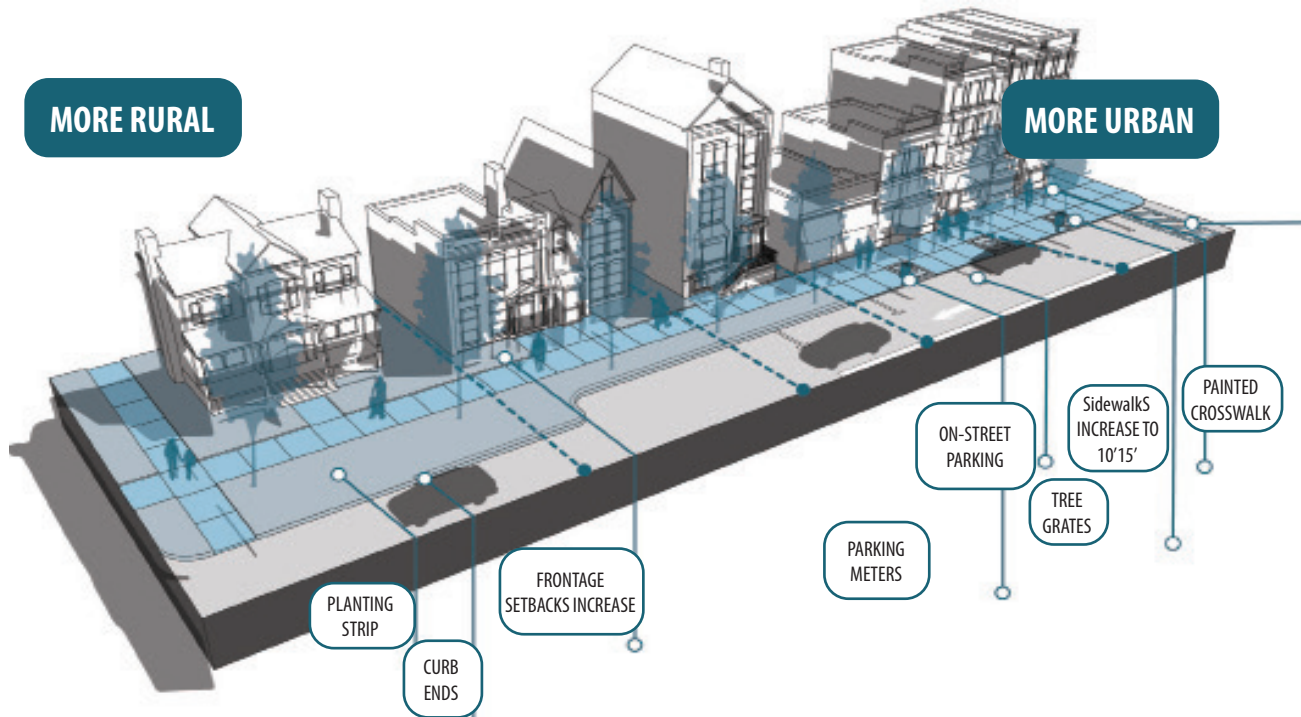 MORE RURAL
MORE URBAN
PLANTING
STRIP
CURB
ENDS
FRONTAGE
SETBACKS INCREASE
PARKING
METERS
ON-STREET
PARKING
TREE
GRATES
SidewalkS
INCREASE TO
10'15'
PAINTED
CROSSWALK